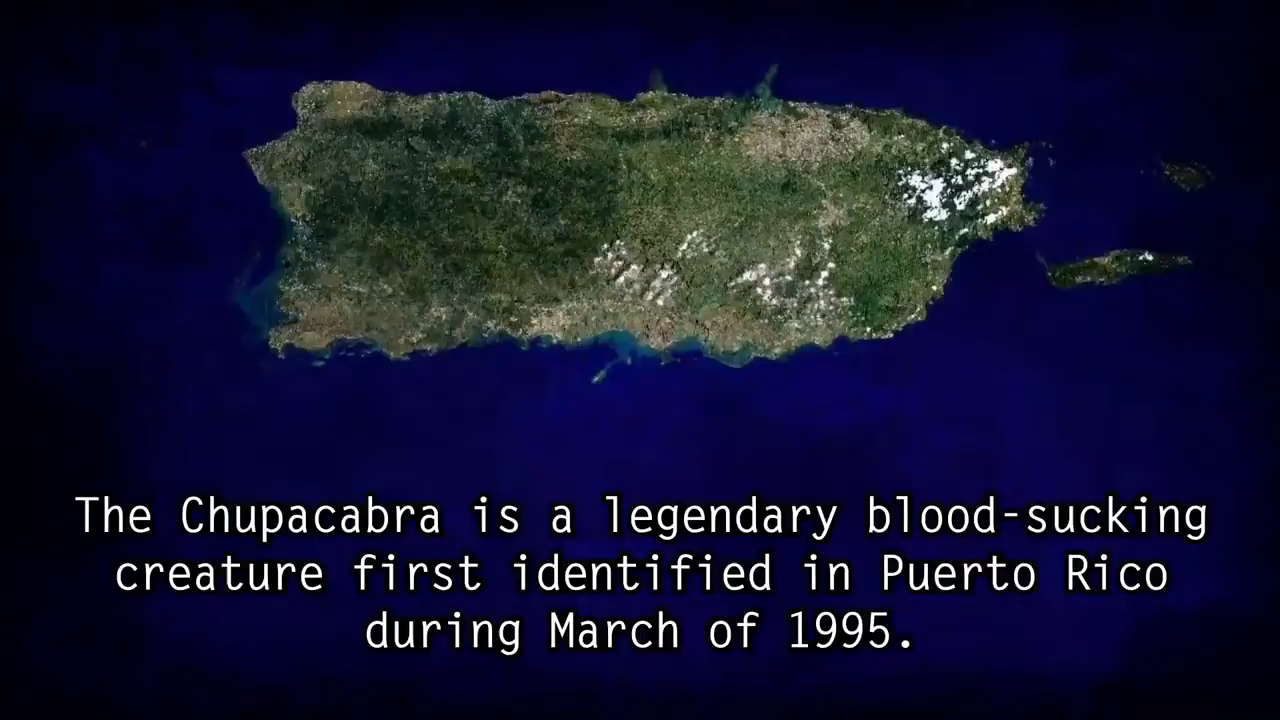 The Chupacabra is a legendary blood-sucking
creature first identified in Puerto Rico
during March of 1995.